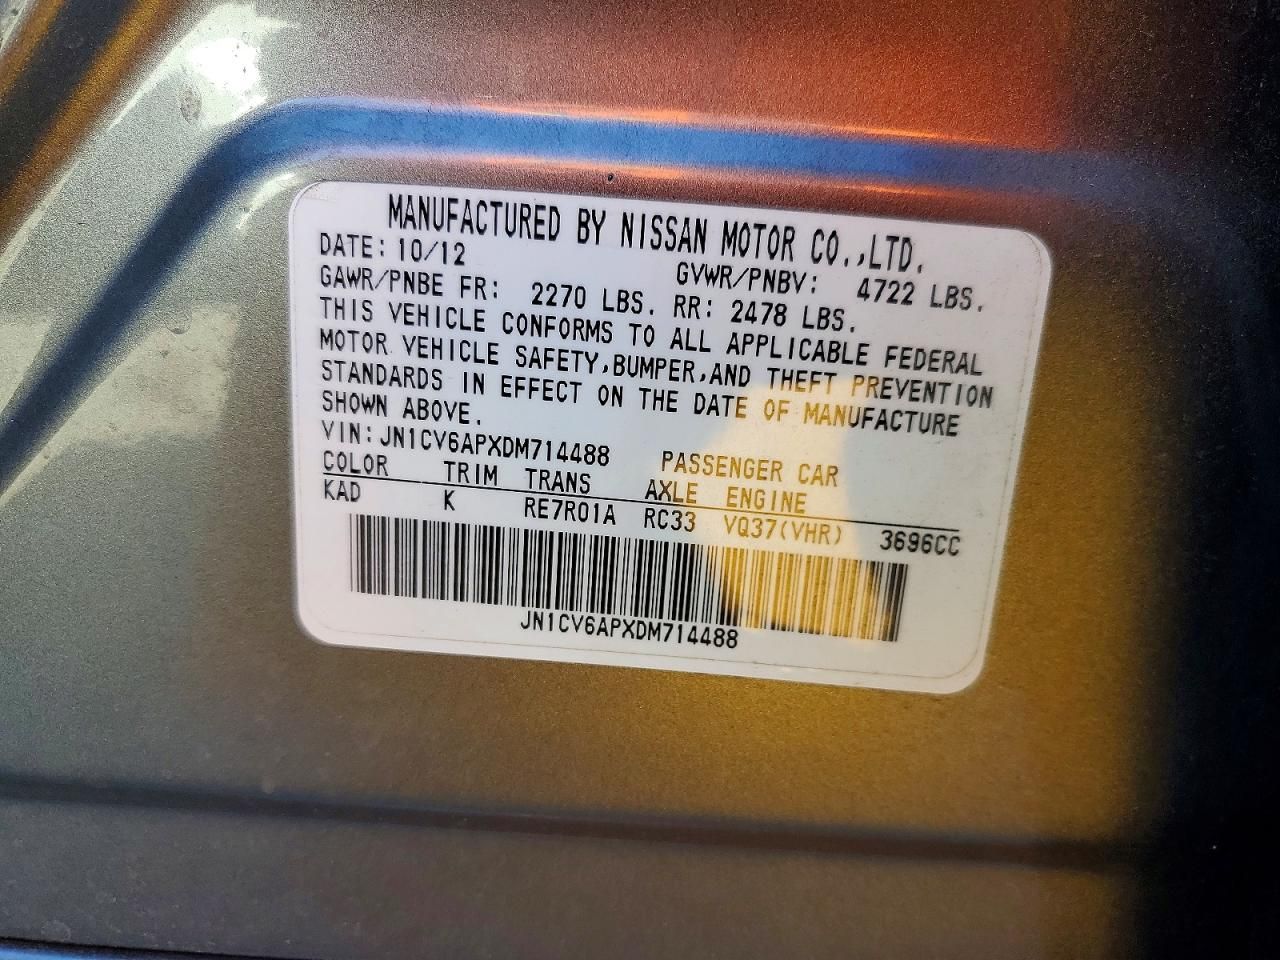 MANUFACTURED BY NISSAN MOTOR CO.,LTD.
DATE: 10/12 GVWR/PNBV: 4722 LBS.
GAWR/PNBE FR: 2270 LBS. RR: 2478 LBS.
THIS VEHICLE CONFORMS TO ALL APPLICABLE FEDERAL
MOTOR VEHICLE SAFETY,BUMPER,AND THEFT PREVENTION
STANDARDS IN EFFECT ON THE DATE OF MANUFACTURE
SHOWN ABOVE.
VIN: JN1CV6APXDM714488 PASSENGER CAR
COLOR TRIM TRANS AXLE ENGINE
KAD K RE7R01A RC33 VQ37(VHR) 3696CC
JN1CV6APXDM714488